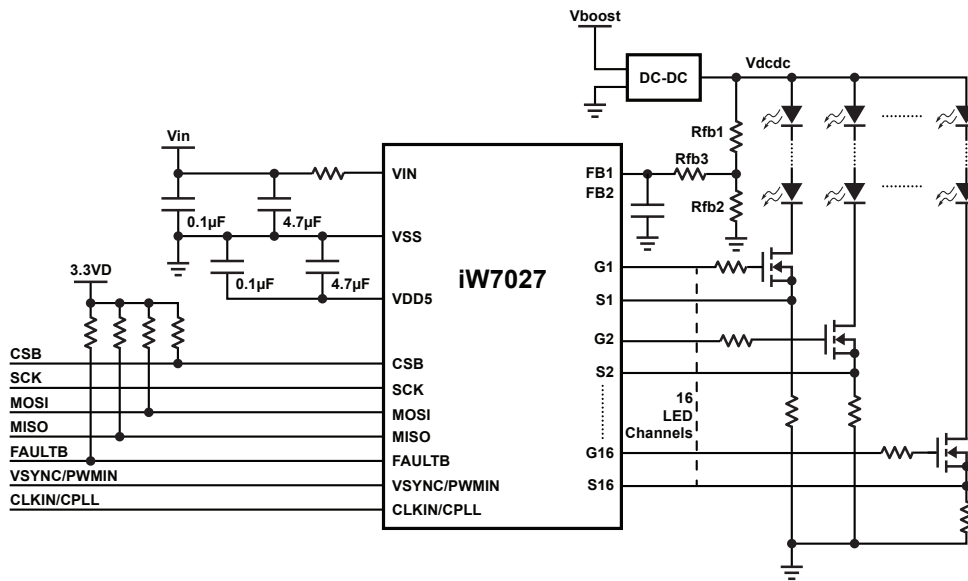 Vboost
DC-DC
Vdcdc
Vin
VIN
0.1µF
4.7µF
VSS
0.1µF
4.7µF
VDD5
3.3VD
iW7027
FB1
FB2
Rfb1
Rfb3
Rfb2
G1
S1
G2
S2
16
LED
Channels
G16
S16
CSB
SCK
MOSI
MISO
FAULTB
VSYNC/PWMIN
CLKIN/CPLL
CSB
SCK
MOSI
MISO
FAULTB
VSYNC/PWMIN
CLKIN/CPLL